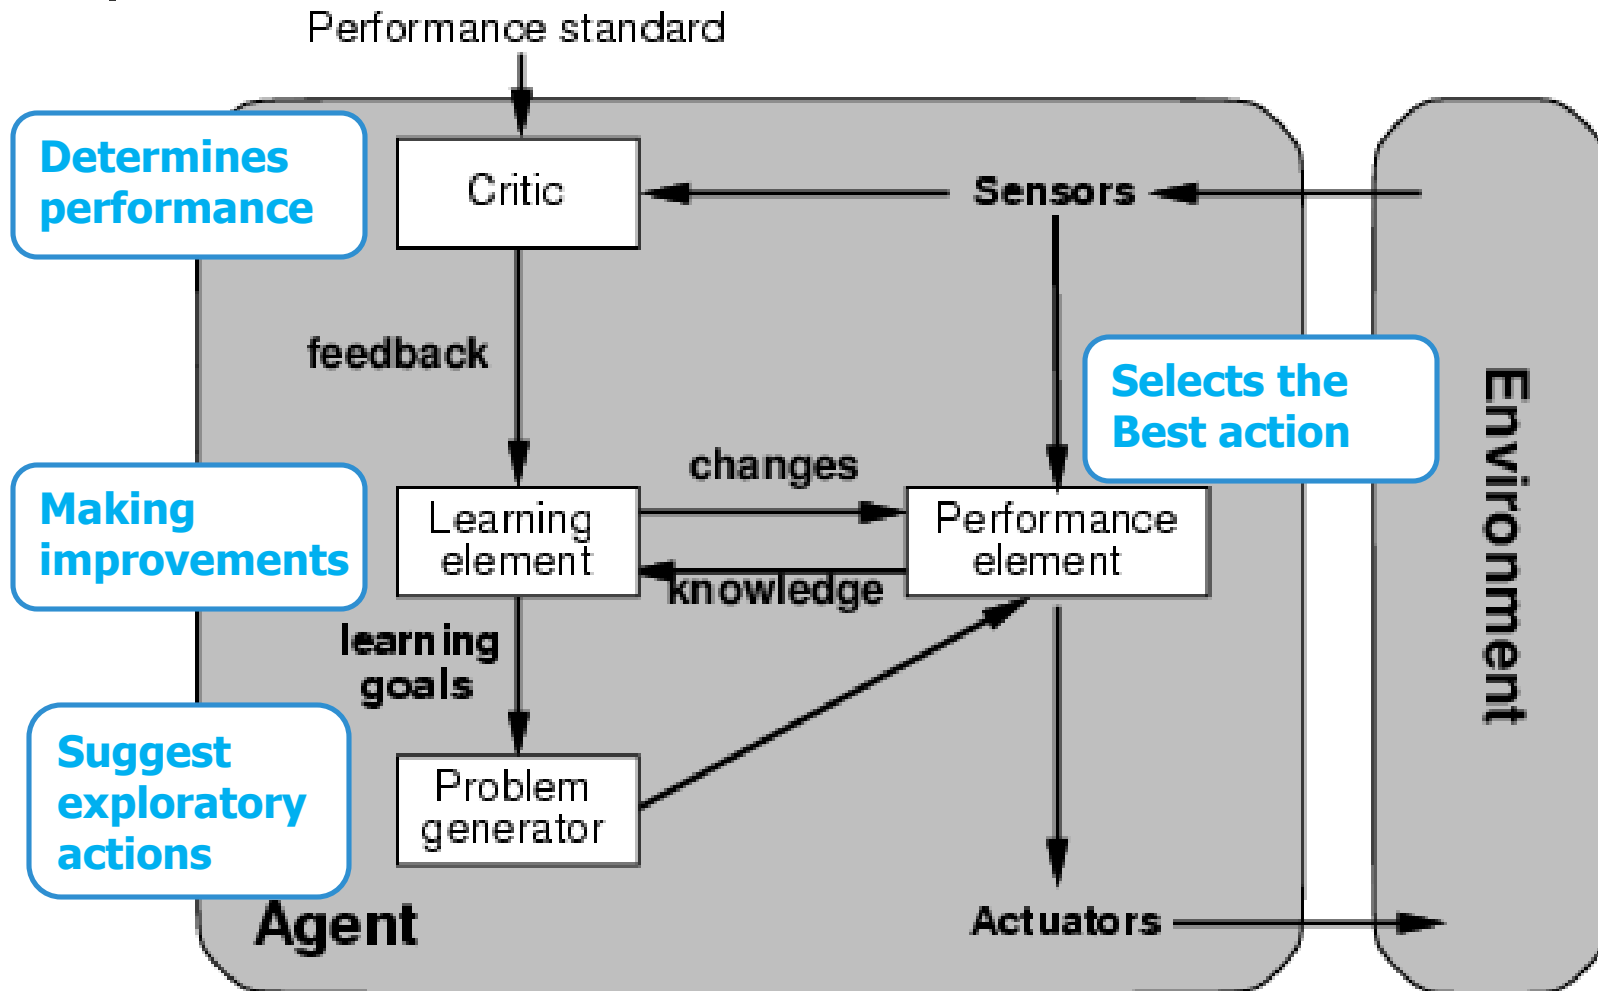 Performance standard
Determines
performance
Critic
Sensors
feedback
Selects the
Best action
changes
Making
improvements
Learning
element
Performance
element
knowledge
learning
goals
Suggest
exploratory
actions
Problem
generator
Agent
Actuators
Environment